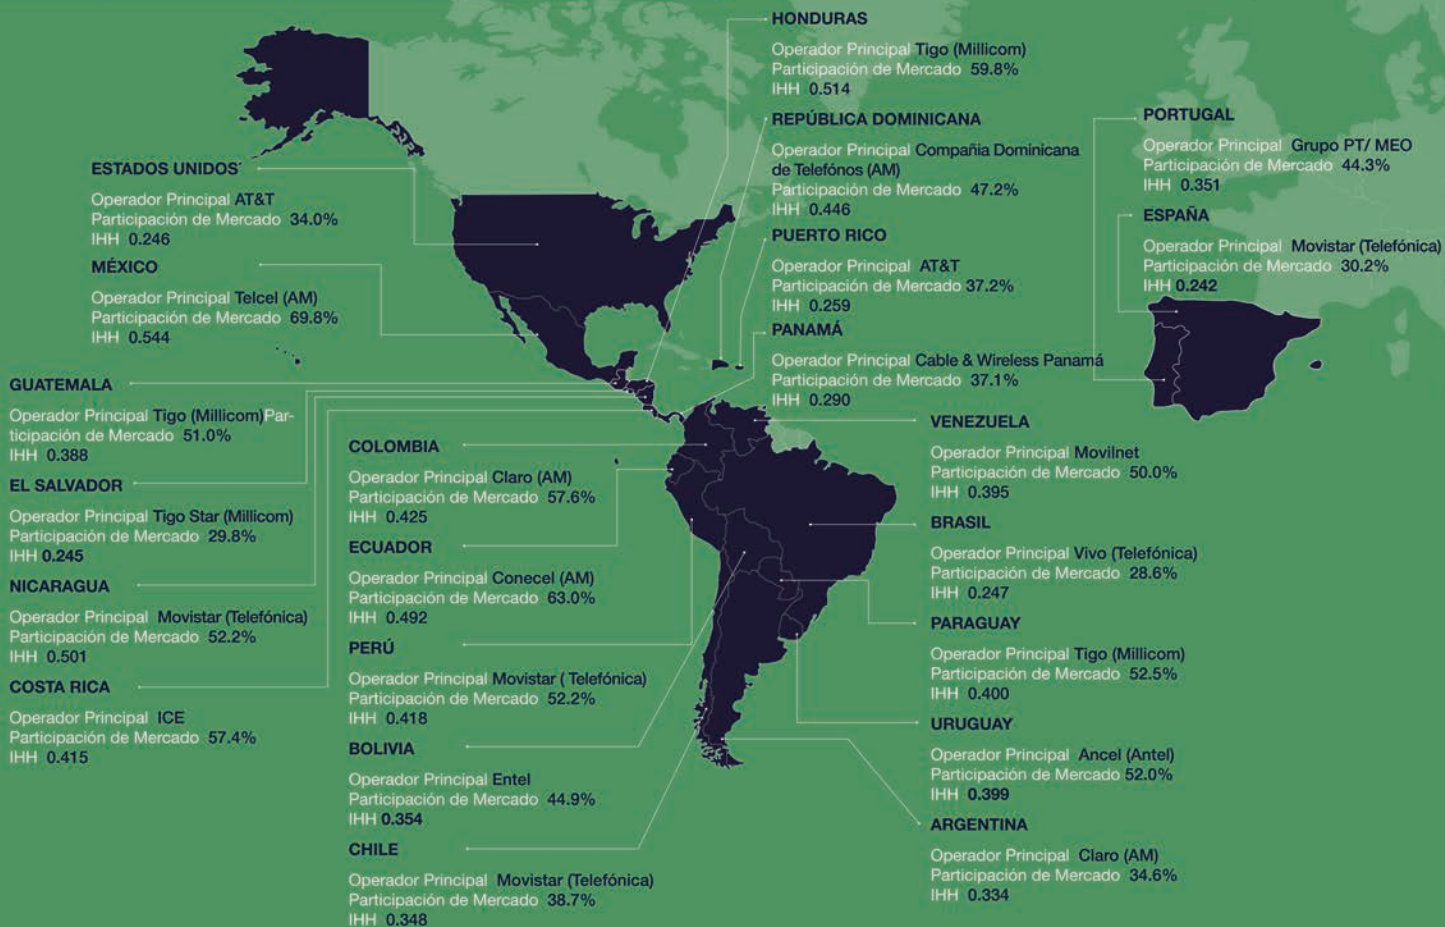 ESTADOS UNIDOS
Operador Principal AT&T
Participación de Mercado 34.0%
IHH 0.246
MÉXICO
Operador Principal Telcel (AM)
Participación de Mercado 69.8%
IHH 0.544
GUATEMALA
Operador Principal Tigo (Millicom)Par-
ticipación de Mercado 51.0%
IHH 0.388
EL SALVADOR
Operador Principal Tigo Star (Millicom)
Participación de Mercado 29.8%
IHH 0.245
NICARAGUA
Operador Principal Movistar (Telefónica)
Participación de Mercado 52.2%
IHH 0.501
COSTA RICA
Operador Principal ICE
Participación de Mercado 57.4%
IHH 0.415
COLOMBIA
Operador Principal Claro (AM)
Participación de Mercado 57.6%
IHH 0.425
ECUADOR
Operador Principal Conecel (AM)
Participación de Mercado 63.0%
IHH 0.492
PERÚ
Operador Principal Movistar ( Telefónica)
Participación de Mercado 52.2%
IHH 0.418
BOLIVIA
Operador Principal Entel
Participación de Mercado 44.9%
IHH 0.354
CHILE
Operador Principal Movistar (Telefónica)
Participación de Mercado 38.7%
IHH 0.348
HONDURAS
Operador Principal Tigo (Millicom)
Participación de Mercado 59.8%
IHH 0.514
REPÚBLICA DOMINICANA
Operador Principal Compañia Dominicana
de Telefónos (AM)
Participación de Mercado 47.2%
IHH 0.446
PUERTO RICO
Operador Principal AT&T
Participación de Mercado 37.2%
IHH 0.259
PANAMÁ
Operador Principal Cable & Wireless Panamá
Participación de Mercado 37.1%
IHH 0.290
VENEZUELA
Operador Principal Movilnet
Participación de Mercado 50.0%
IHH 0.395
BRASIL
Operador Principal Vivo (Telefónica)
Participación de Mercado 28.6%
IHH 0.247
PARAGUAY
Operador Principal Tigo (Millicom)
Participación de Mercado 52.5%
IHH 0.400
URUGUAY
Operador Principal Ancel (Antel)
Participación de Mercado 52.0%
IHH 0.399
ARGENTINA
Operador Principal Claro (AM)
Participación de Mercado 34.6%
IHH 0.334
PORTUGAL
Operador Principal Grupo PT/ MEO
Participación de Mercado 44.3%
IHH 0.351
ESPAÑA
Operador Principal Movistar (Telefónica)
Participación de Mercado 30.2%
IHH 0.242